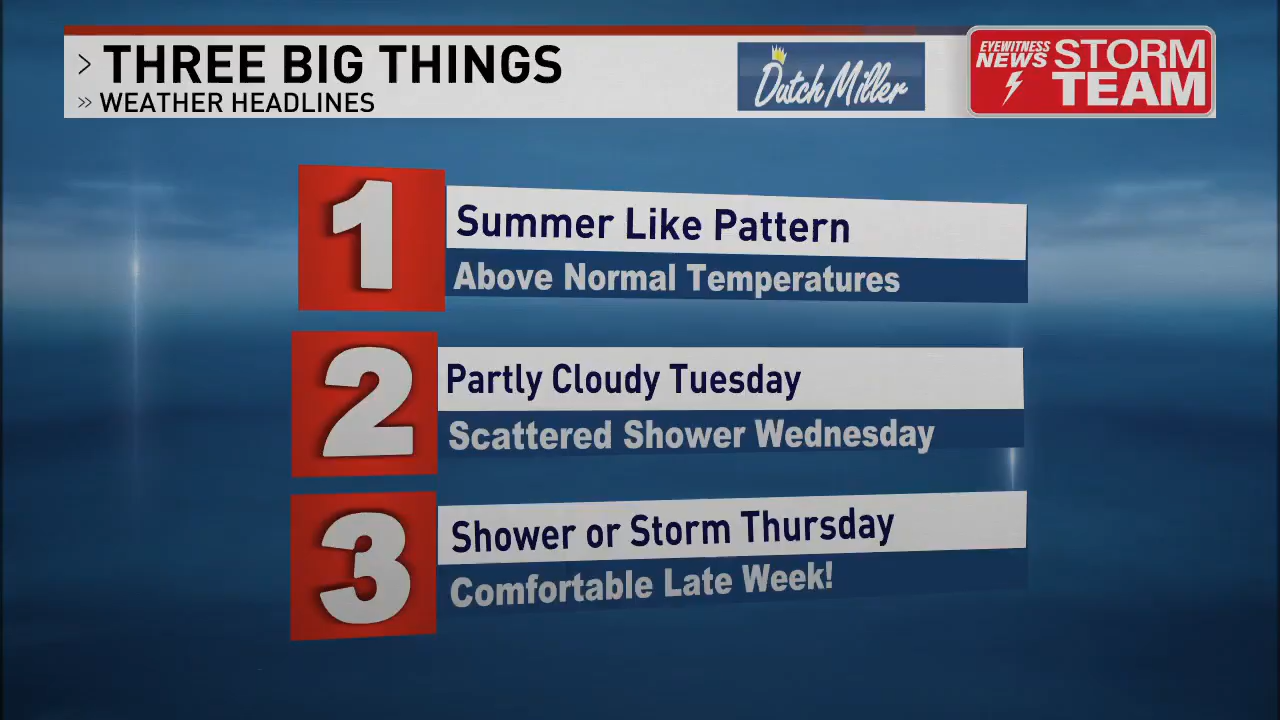 > THREE BIG THINGS
» WEATHER HEADLINES
Dutch Miller
EYEWITNESS
NEWS
STORM
TEAM
1
Summer Like Pattern
Above Normal Temperatures
2
Partly Cloudy Tuesday
Scattered Shower Wednesday
3
Shower or Storm Thursday
Comfortable Late Week!